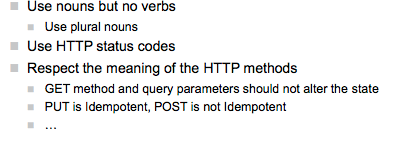 Use nouns but no verbs
Use plural nouns
Use HTTP status codes
Respect the meaning of the HTTP methods
GET method and query parameters should not alter the state
PUT is Idempotent, POST is not Idempotent
...